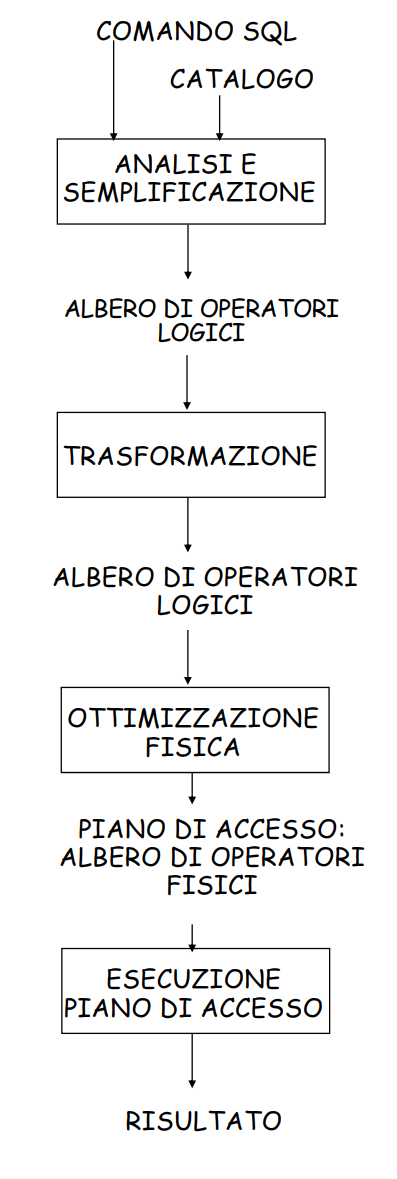 COMANDO SQL
CATALOGO
ANALISI E
SEMPLIFICAZIONE
ALBERO DI OPERATORI
LOGICI
TRASFORMAZIONE
ALBERO DI OPERATORI
LOGICI
OTTIMIZZAZIONE
FISICA
PIANO DI ACCESSO:
ALBERO DI OPERATORI
FISICI
ESECUZIONE
PIANO DI ACCESSO
RISULTATO